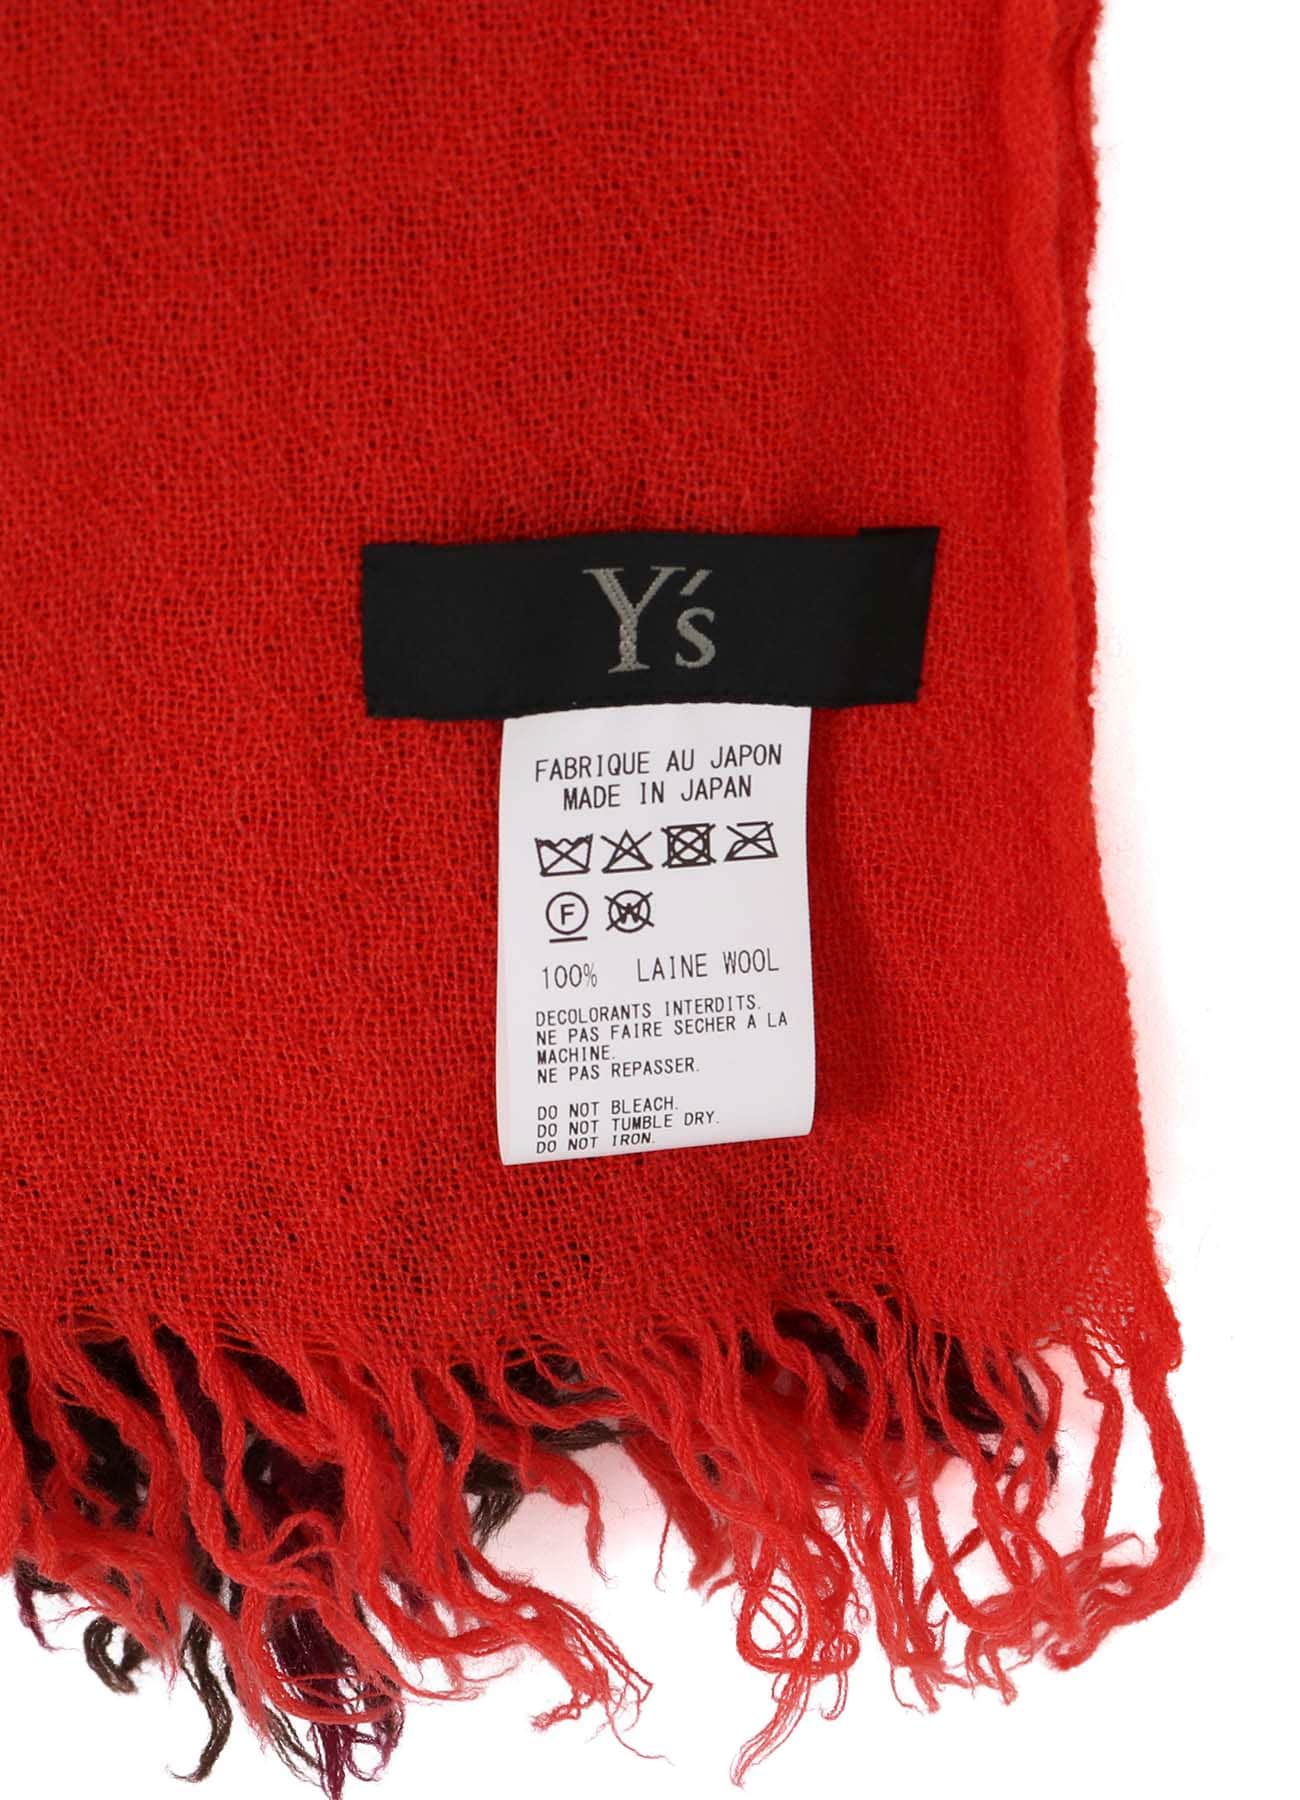 Y's
FABRIQUE AU JAPON
MADE IN JAPAN
F W
100% LAINE WOOL
DECOLORANTS INTERDITS.
NE PAS FAIRE SECHER A LA
MACHINE.
NE PAS REPASSER.
DO NOT BLEACH.
DO NOT TUMBLE DRY.
DO NOT IRON.